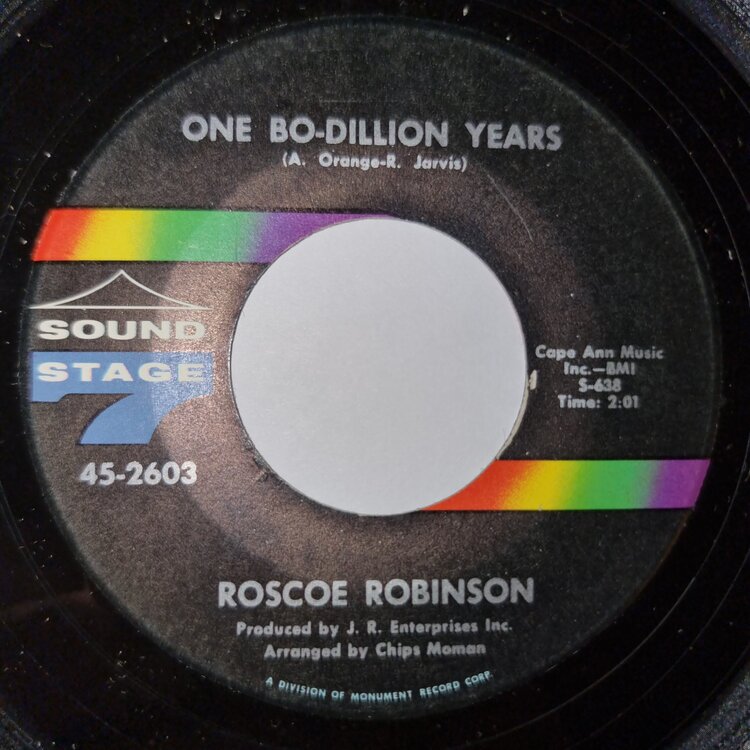 ONE BO-DILLION YEARS
(A. Orange-R. Jarvis)
SOUND
STAGE
7
45-2603
Cape Ann Music
Inc.—BMI
S-638
Time: 2:01
ROSCOE ROBINSON
Produced by J. R. Enterprises Inc.
Arranged by Chips Moman
A DIVISION OF MONUMENT RECORD CORP.